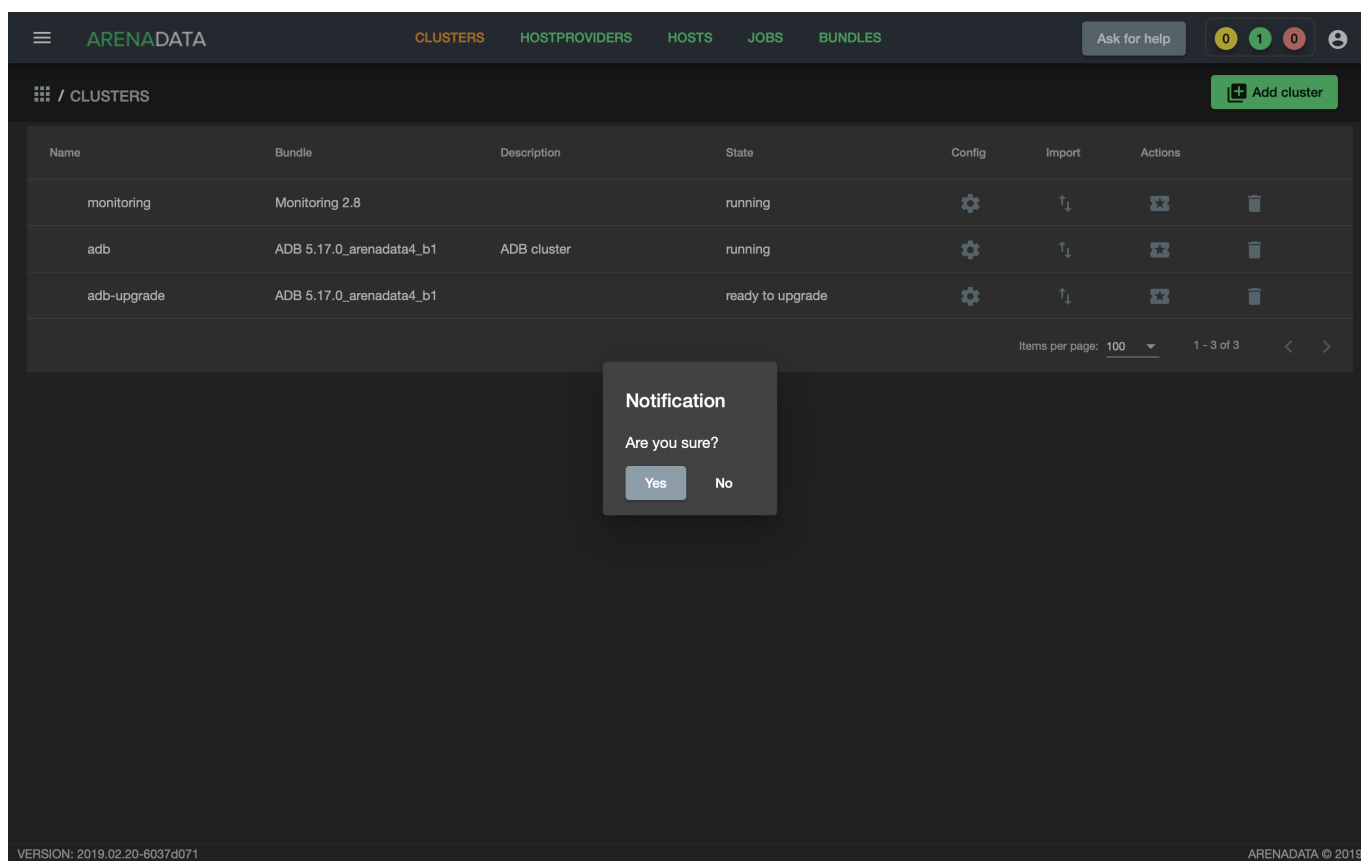 ARENADATA CLUSTERS HOSTPROVIDERS HOSTS JOBS BUNDLES Ask for help 0 1 0
/ CLUSTERS Add cluster
Name Bundle Description State Config Import Actions
monitoring Monitoring 2.8 running
adb ADB 5.17.0_arenadata4_b1 ADB cluster running
adb-upgrade ADB 5.17.0_arenadata4_b1 ready to upgrade
Items per page: 100 1 - 3 of 3
Notification
Are you sure?
Yes No
VERSION: 2019.02.20-6037d071 ARENADATA © 2019